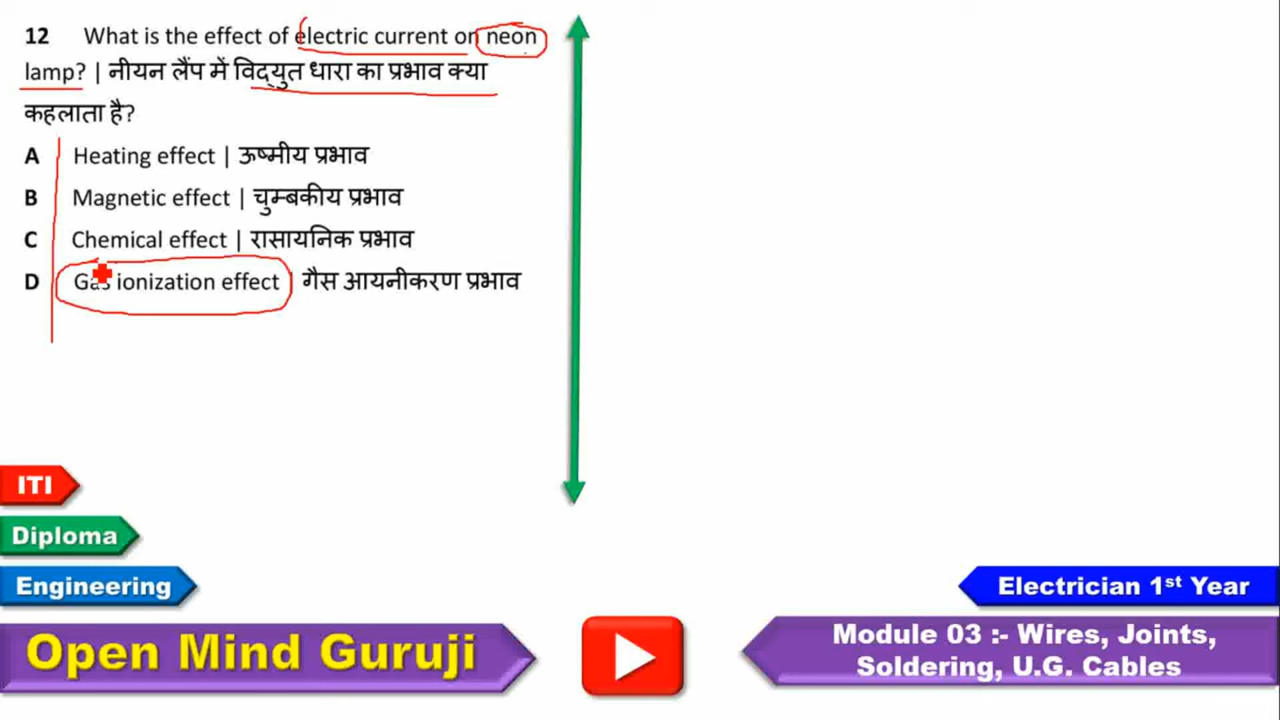 12 What is the effect of electric current on neon
lamp? | नीयन लैंप में विद्युत धारा का प्रभाव क्या
कहलाता है?
A Heating effect | ऊष्मीय प्रभाव
B Magnetic effect | चुम्बकीय प्रभाव
C Chemical effect | रासायनिक प्रभाव
D Gas ionization effect | गैस आयनीकरण प्रभाव
ITI
Diploma
Engineering
Open Mind Guruji
Electrician 1st Year
Module 03 :- Wires, Joints,
Soldering, U.G. Cables